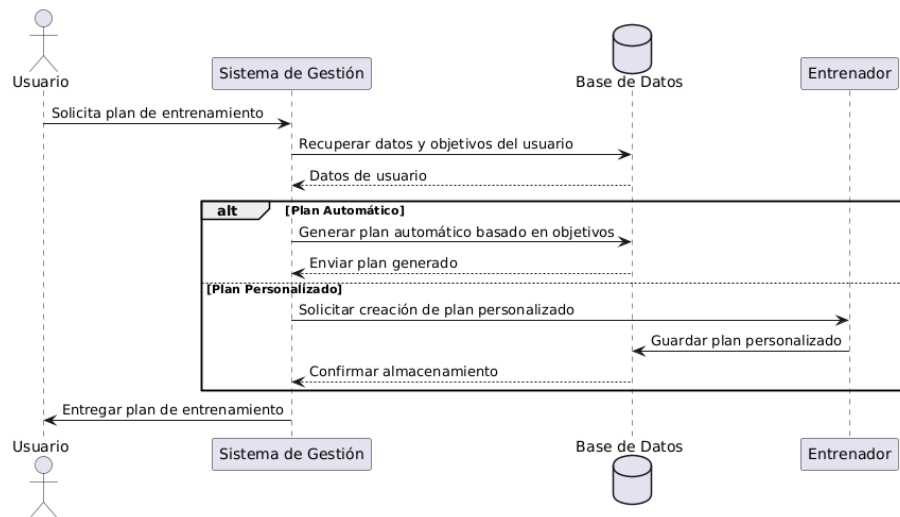 Usuario
Sistema de Gestión
Base de Datos
Entrenador
Solicita plan de entrenamiento
Recuperar datos y objetivos del usuario
Datos de usuario
alt [Plan Automático]
Generar plan automático basado en objetivos
Enviar plan generado
[Plan Personalizado]
Solicitar creación de plan personalizado
Guardar plan personalizado
Confirmar almacenamiento
Entregar plan de entrenamiento
Usuario
Sistema de Gestión
Base de Datos
Entrenador